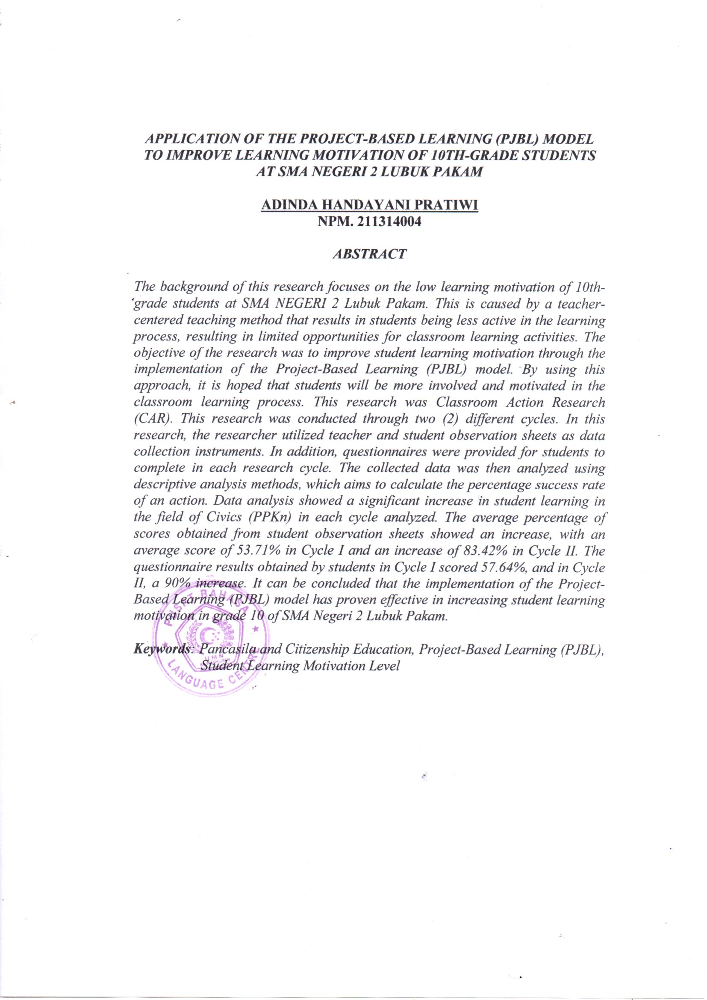 APPLICATION OF THE PROJECT-BASED LEARNING (PJBL) MODEL
TO IMPROVE LEARNING MOTIVATION OF 10TH-GRADE STUDENTS
AT SMA NEGERI 2 LUBUK PAKAM
ADINDA HANDAYANI PRATIWI
NPM. 211314004
ABSTRACT
The background of this research focuses on the low learning motivation of 10th-
grade students at SMA NEGERI 2 Lubuk Pakam. This is caused by a teacher-
centered teaching method that results in students being less active in the learning
process, resulting in limited opportunities for classroom learning activities. The
objective of the research was to improve student learning motivation through the
implementation of the Project-Based Learning (PJBL) model. By using this
approach, it is hoped that students will be more involved and motivated in the
classroom learning process. This research was Classroom Action Research
(CAR). This research was conducted through two (2) different cycles. In this
research, the researcher utilized teacher and student observation sheets as data
collection instruments. In addition, questionnaires were provided for students to
complete in each research cycle. The collected data was then analyzed using
descriptive analysis methods, which aims to calculate the percentage success rate
of an action. Data analysis showed a significant increase in student learning in
the field of Civics (PPKn) in each cycle analyzed. The average percentage of
scores obtained from student observation sheets showed an increase, with an
average score of 53.71% in Cycle I and an increase of 83.42% in Cycle II. The
questionnaire results obtained by students in Cycle I scored 57.64%, and in Cycle
II, a 90% increase. It can be concluded that the implementation of the Project-
Based Learning (PJBL) model has proven effective in increasing student learning
motivation in grade 10 of SMA Negeri 2 Lubuk Pakam.
Keywords: Pancasila and Citizenship Education, Project-Based Learning (PJBL),
Student Learning Motivation Level
PUSAT BAHASA
UMN
LANGUAGE CENTRE